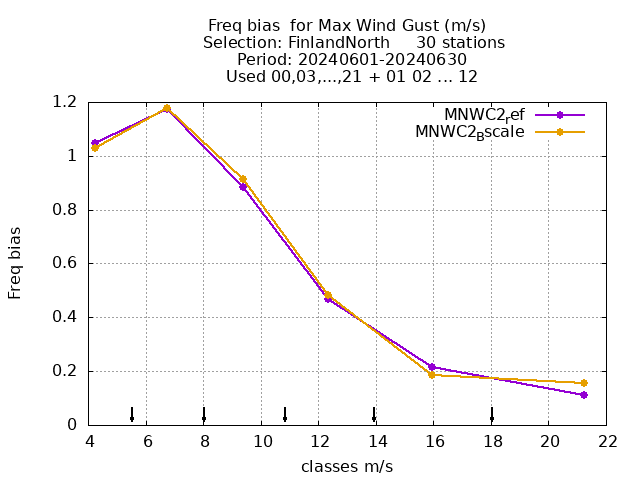 Freq bias  for Max Wind Gust (m/s)
Selection: FinlandNorth     30 stations
Period: 20240601-20240630
Used 00,03,...,21 + 01 02 ... 12
MNWC2ref
MNWC2Bscale
1.2
1
0.8
0.6
0.4
0.2
0
Freq bias
4 6 8 10 12 14 16 18 20 22
classes m/s